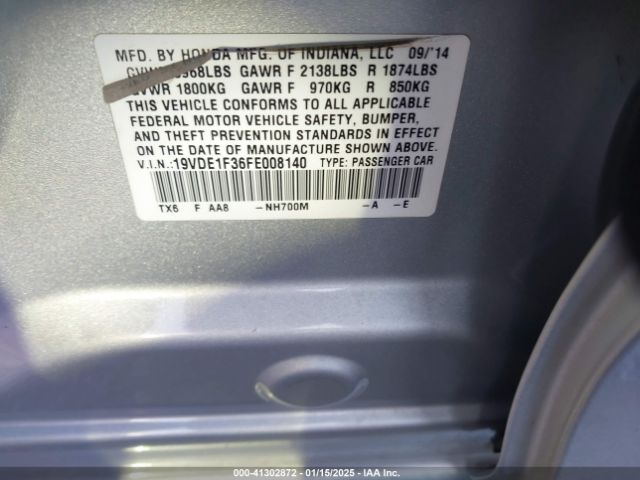 MFD. BY HONDA MFG. OF INDIANA, LLC 09/'14
968LBS GAWR F 2138LBS R 1874LBS
1800KG GAWR F 970KG R 850KG
THIS VEHICLE CONFORMS TO ALL APPLICABLE
FEDERAL MOTOR VEHICLE SAFETY, BUMPER,
AND THEFT PREVENTION STANDARDS IN EFFECT
ON THE DATE OF MANUFACTURE SHOWN ABOVE.
V.I.N.:19VDE1F36FE008140 TYPE: PASSENGER CAR
TX6 F AA8 -NH700M -A -E
000-41302872 - 01/15/2025 - IAA Inc.